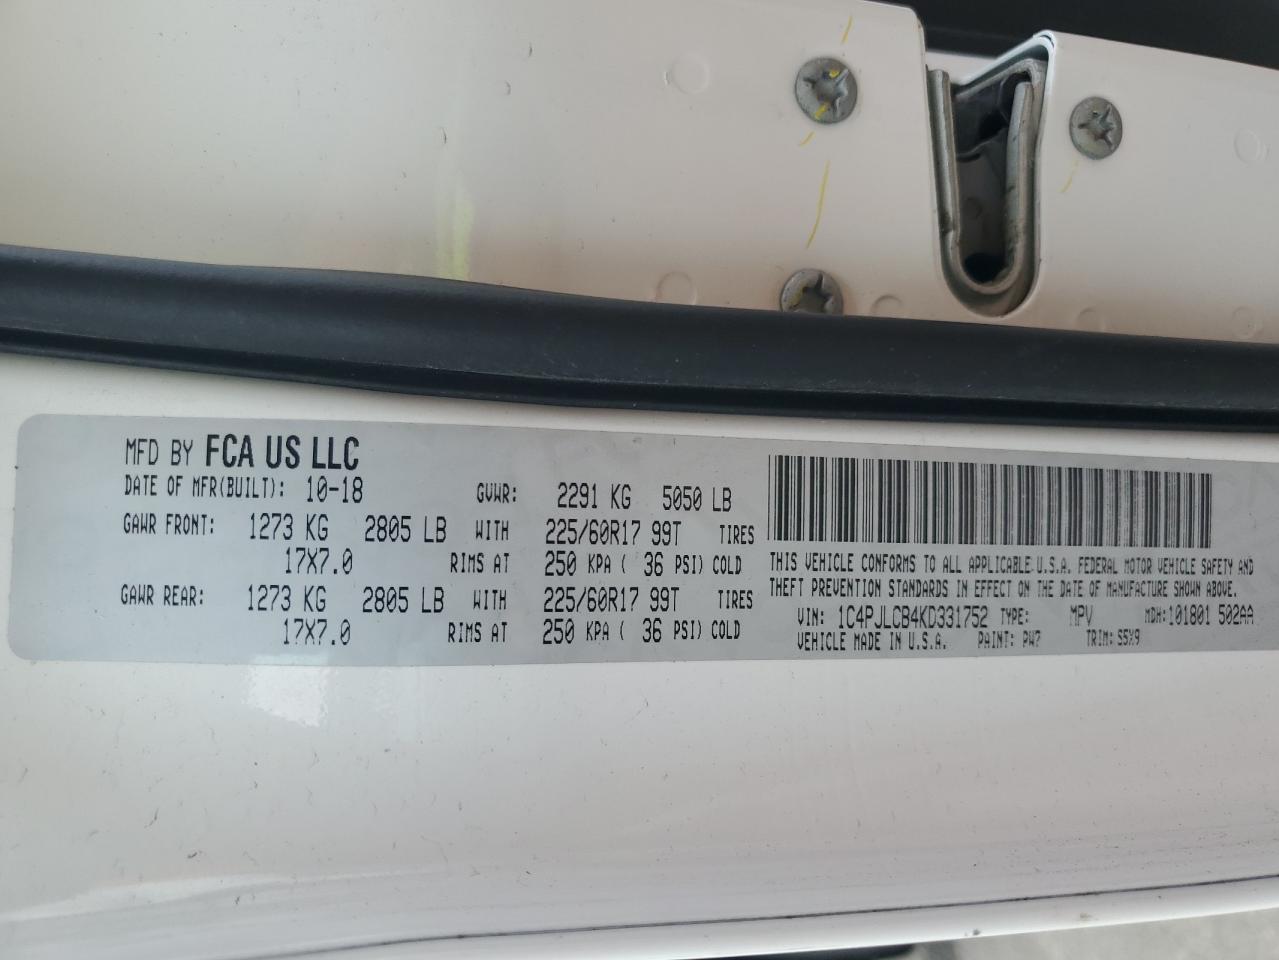 MFD BY FCA US LLC
DATE OF MFR(BUILT): 10-18 GVWR: 2291 KG 5050 LB
GAWR FRONT: 1273 KG 2805 LB WITH 225/60R17 99T TIRES
17X7.0 RIMS AT 250 KPA ( 36 PSI) COLD
GAWR REAR: 1273 KG 2805 LB WITH 225/60R17 99T TIRES
17X7.0 RIMS AT 250 KPA ( 36 PSI) COLD
THIS VEHICLE CONFORMS TO ALL APPLICABLE U.S.A. FEDERAL MOTOR VEHICLE SAFETY AND
THEFT PREVENTION STANDARDS IN EFFECT ON THE DATE OF MANUFACTURE SHOWN ABOVE.
VIN: 1C4PJLCB4KD331752 TYPE: MPV MDH: 101801 502AA
VEHICLE MADE IN U.S.A. PAINT: PW7 TRIM: S5X9